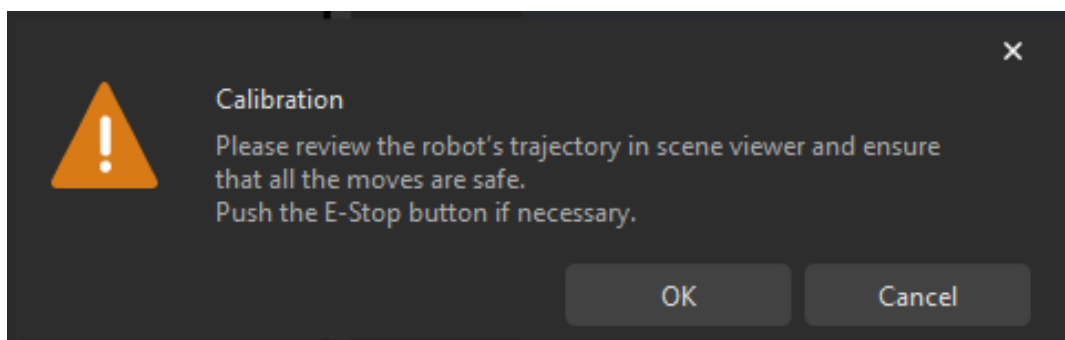 Calibration
Please review the robot's trajectory in scene viewer and ensure
that all the moves are safe.
Push the E-Stop button if necessary.
OK Cancel